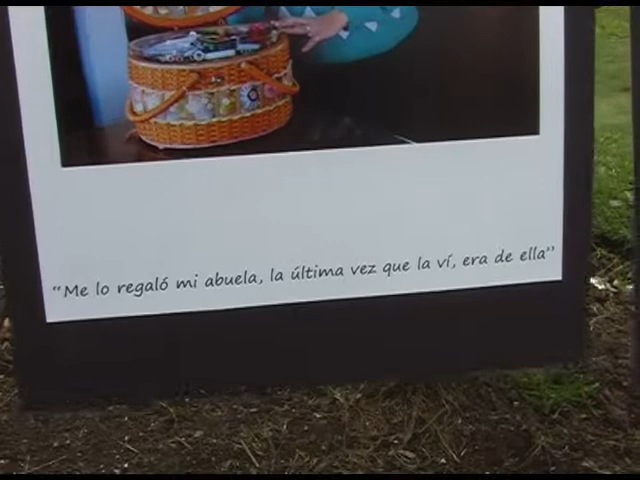 “Me lo regaló mi abuela, la última vez que la ví, era de ella”